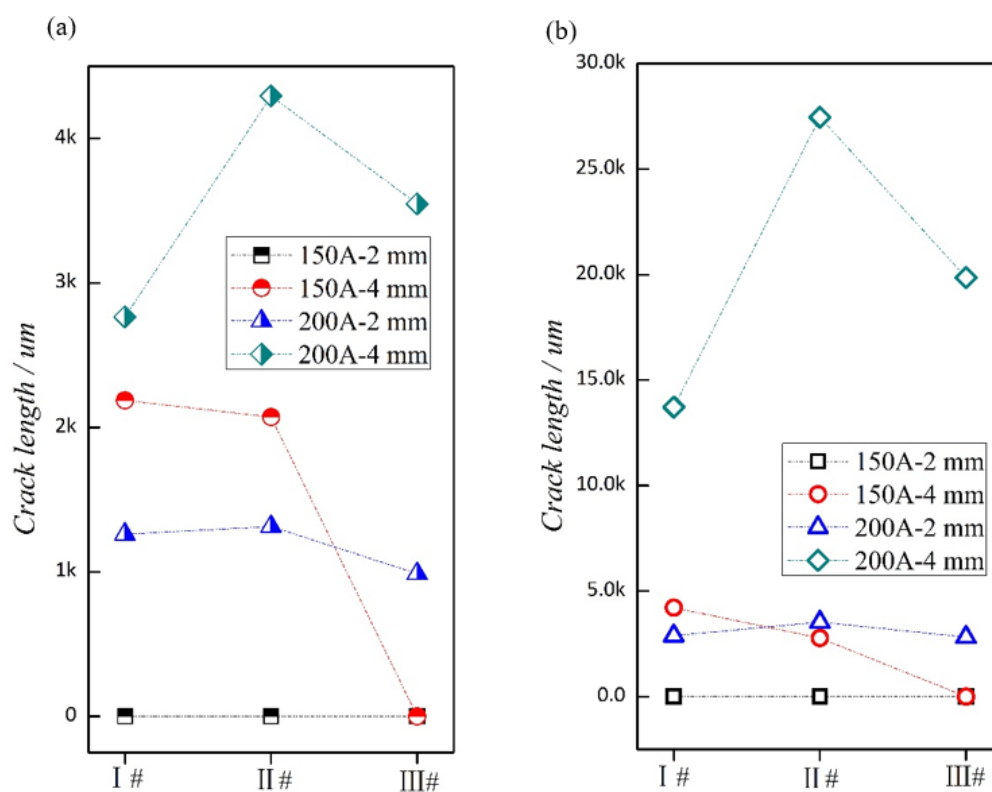 (a)
Crack length / um
4k
3k
2k
1k
0
150A-2 mm
150A-4 mm
200A-2 mm
200A-4 mm
I #
II #
III#
(b)
Crack length / um
30.0k
25.0k
20.0k
15.0k
10.0k
5.0k
0.0
150A-2 mm
150A-4 mm
200A-2 mm
200A-4 mm
I #
II #
III#